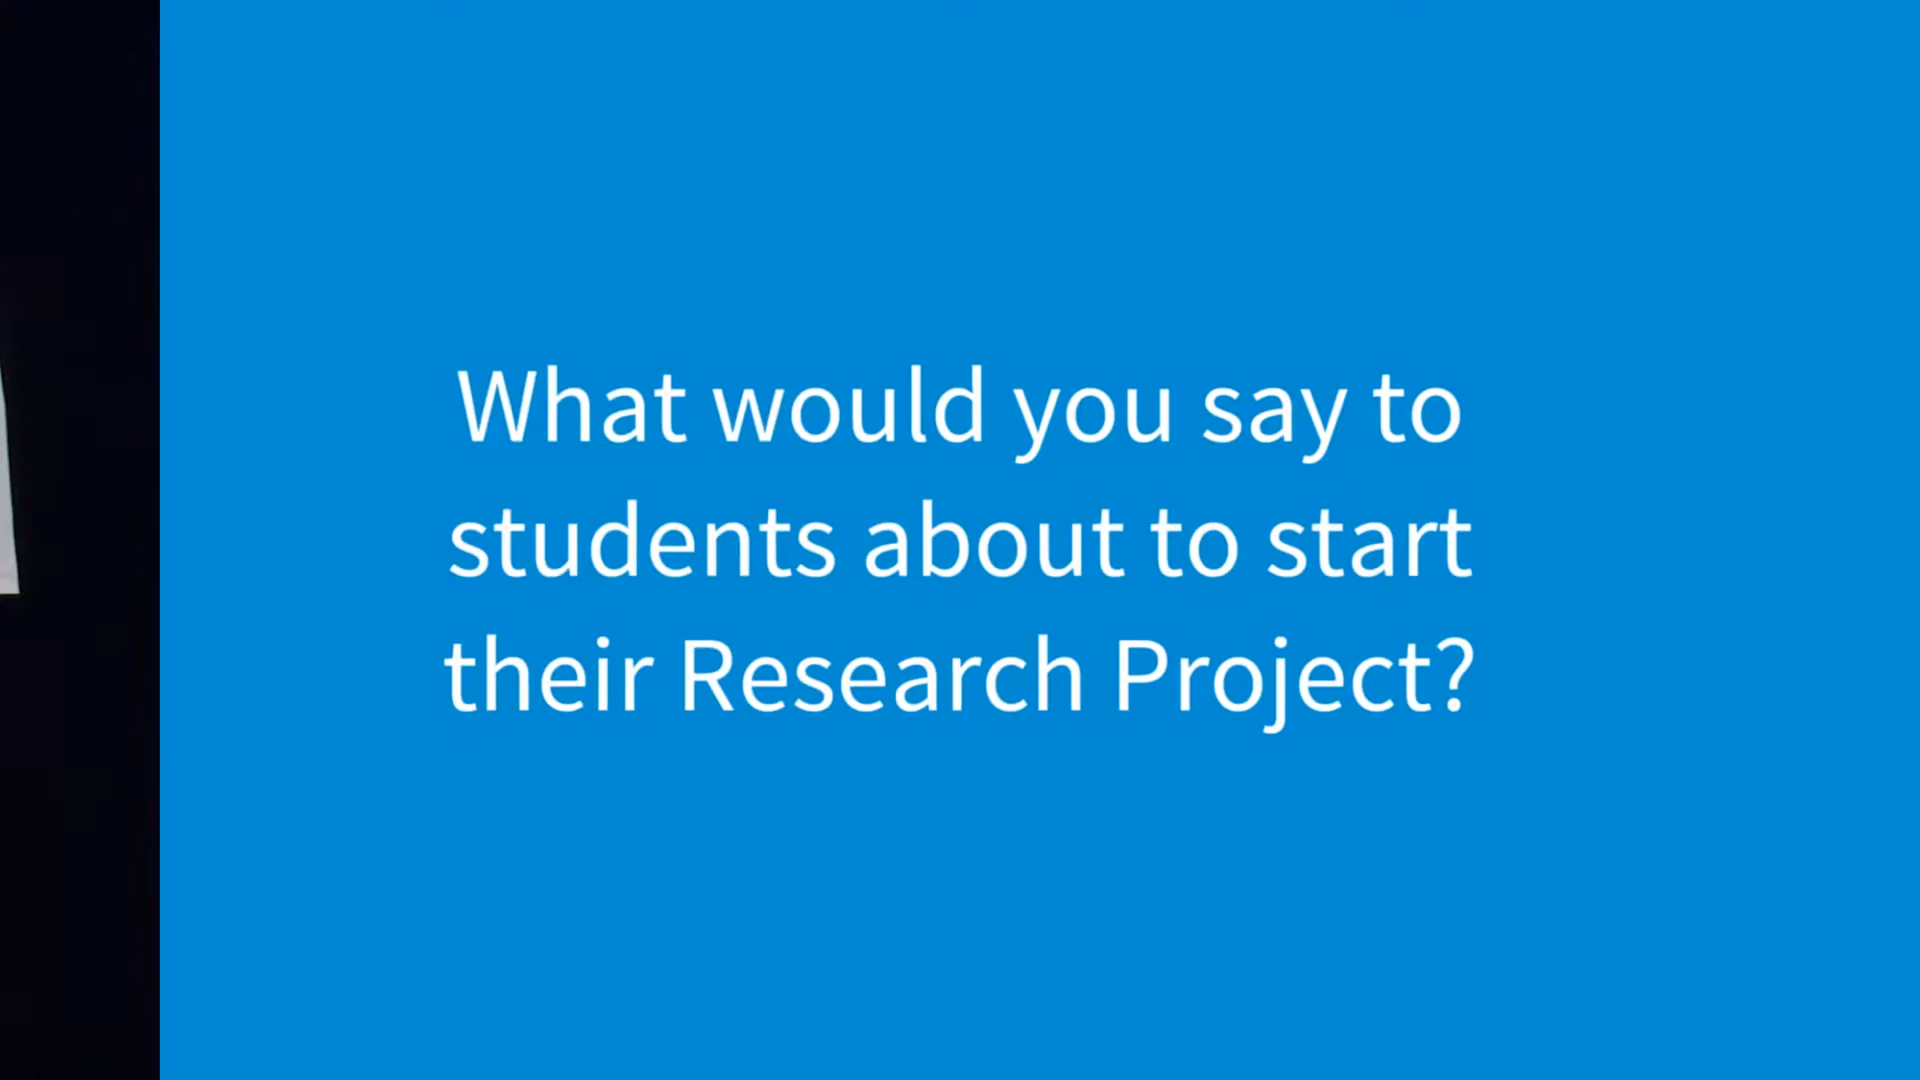 What would you say to
students about to start
their Research Project?